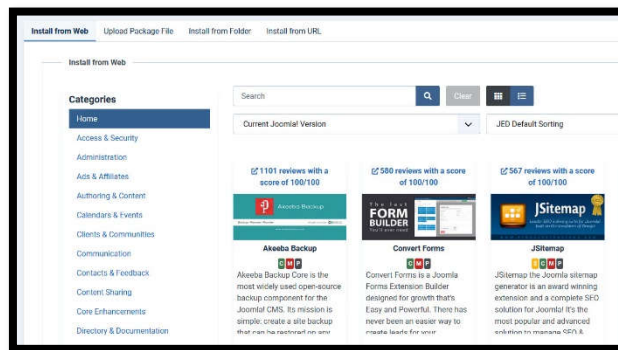 Install from Web
Upload Package File
Install from Folder
Install from URL
Install from Web
Categories
Home
Access & Security
Administration
Ads & Affiliates
Authoring & Content
Calendars & Events
Clients & Communities
Communication
Contacts & Feedback
Content Sharing
Core Enhancements
Directory & Documentation
Search
Clear
Current Joomla! Version
JED Default Sorting
1101 reviews with a
score of 100/100
Akeeba Backup
Akeeba Backup
C M P
Akeeba Backup Core is the
most widely used open-source
backup component for the
Joomla! CMS. Its mission is
simple: create a site backup
that can be restored on any
580 reviews with a score
of 100/100
The last
FORM
BUILDER
You'll ever need
Convert Forms
C M P
Convert Forms is a Joomla
Forms Extension Builder
designed for growth that's
Easy and Powerful. There has
never been an easier way to
create leads for your
567 reviews with a score
of 100/100
JSitemap
JSitemap
S C M P
JSitemap the Joomla sitemap
generator is an award winning
extension and a complete SEO
solution for Joomla! It's the
most popular and advanced
solution to manage SEO &